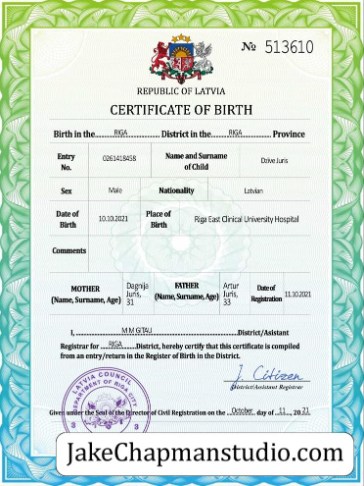 № 513610
REPUBLIC OF LATVIA
CERTIFICATE OF BIRTH
Birth in the RIGA District in the RIGA Province
Entry No. 0261418458 Name and Surname of Child Dzive Juris
Sex Male Nationality Latvian
Date of Birth 10.10.2021 Place of Birth Riga East Clinical University Hospital
Comments
MOTHER (Name, Surname, Age) Dagnija Juris, 31 FATHER (Name, Surname, Age) Artur Juris, 33 Date of Registration 11.10.2021
I, M M GITAU District/Asistant
Registrar for RIGA District, hereby certify that this certificate is compiled
from an entry/return in the Register of Birth in the District.
J. Citizen
District/Assistant Registrar
LATVIA COUNCIL
DEPARTMENT OF RIGA CITY
Given under the Seal of the Director of Civil Registration on the October, day of 11, 20 21
JakeChapmanstudio.com